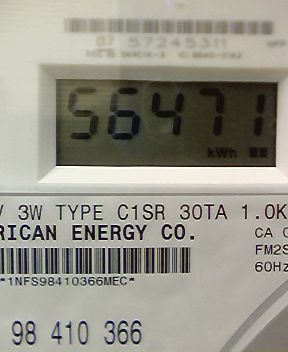 07 57245311
56471
kWh
V 3W TYPE C1SR 30TA 1.0K
RICAN ENERGY CO.
CA 0
FM2S
60Hz
*1NFS98410366MEC*
98 410 366